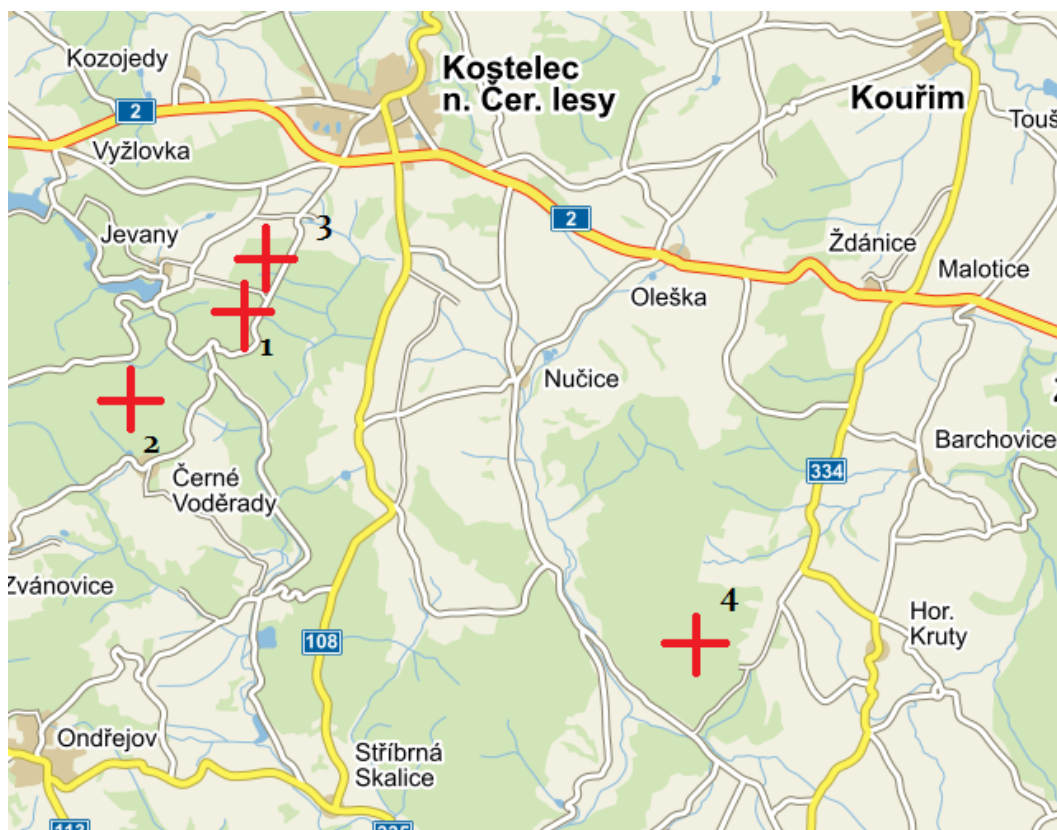 Kozojedy
Kostelec
n. Čer. lesy
Kouřim
2
Touš
Vyžlovka
Jevany
3
2
Ždánice
Malotice
Oleška
1
Nučice
2
Barchovice
334
Černé
Voděrady
Zvánovice
4
Hor.
Kruty
108
Ondřejov
Stříbrná
Skalice